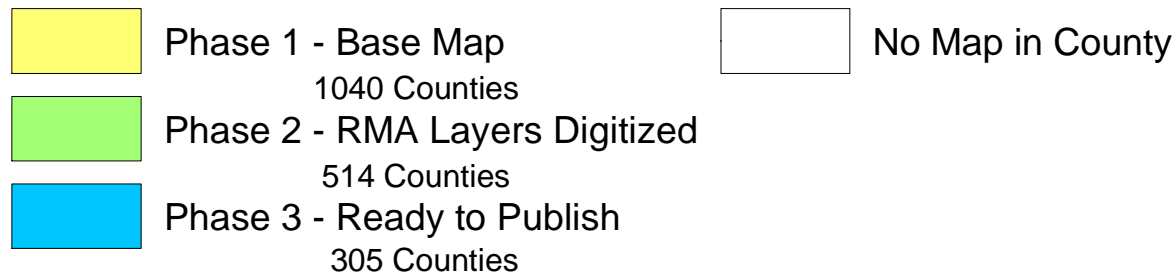 Phase 1 - Base Map
1040 Counties
Phase 2 - RMA Layers Digitized
514 Counties
Phase 3 - Ready to Publish
305 Counties
No Map in County